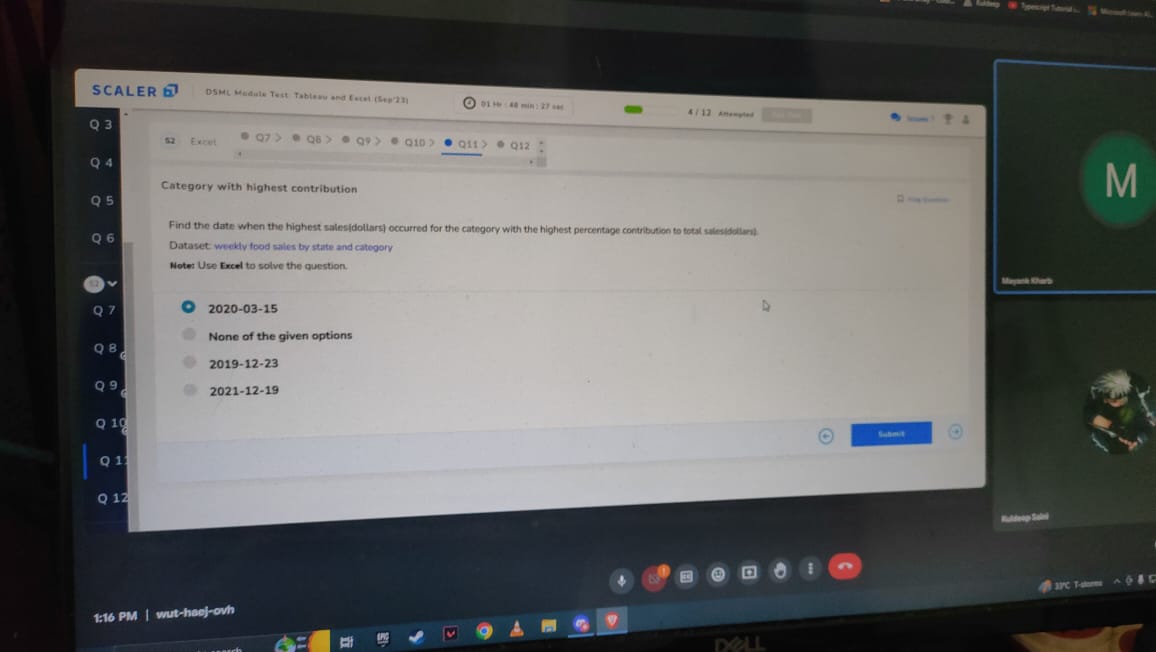 Kuldeep
Typescript Tutorial
Microsoft Learn
SCALER
DSML Module Test: Tableau and Excel (Sep'23)
01 Hr : 48 min : 27 sec
4 / 12 Attempted
Issues
Q 3
Q 4
Q 5
Q 6
S2
Q 7
Q 8
Q 9
Q 10
Q 11
Q 12
S2 Excel
Q7 > Q8 > Q9 > Q10 > Q11 > Q12
Category with highest contribution
Find the date when the highest sales(dollars) occurred for the category with the highest percentage contribution to total sales(dollars).
Dataset: weekly food sales by state and category
Note: Use Excel to solve the question.
2020-03-15
None of the given options
2019-12-23
2021-12-19
Submit
M
Mayank Kharb
Kuldeep Saini
1:16 PM | wut-haej-ovh
33°C T-storms
EPIC
DELL